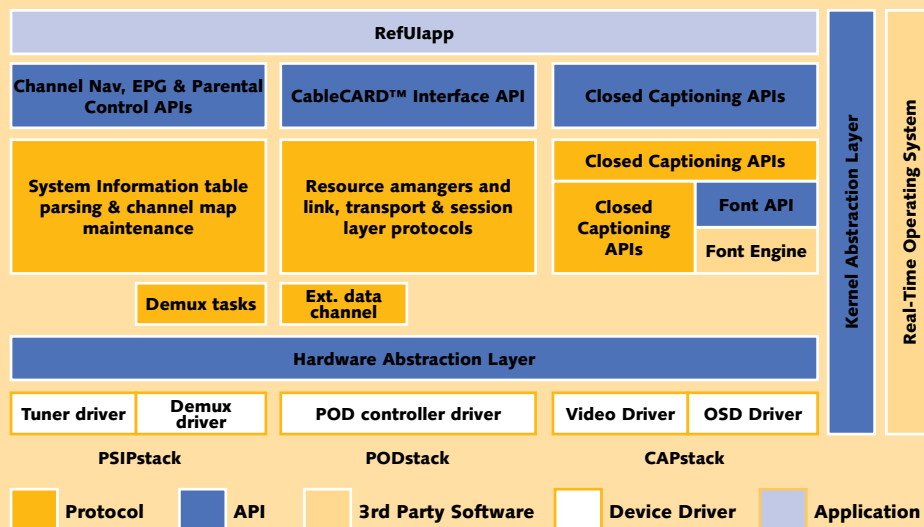 RefUIapp
Channel Nav, EPG & Parental
Control APIs
CableCARD™ Interface API
Closed Captioning APIs
System Information table
parsing & channel map
maintenance
Resource amangers and
link, transport & session
layer protocols
Closed Captioning APIs
Closed
Captioning
APIs
Font API
Font Engine
Demux tasks
Ext. data
channel
Hardware Abstraction Layer
Tuner driver
Demux
driver
POD controller driver
Video Driver
OSD Driver
PSIPstack
PODstack
CAPstack
Kernel Abstraction Layer
Real-Time Operating System
Protocol
API
3rd Party Software
Device Driver
Application